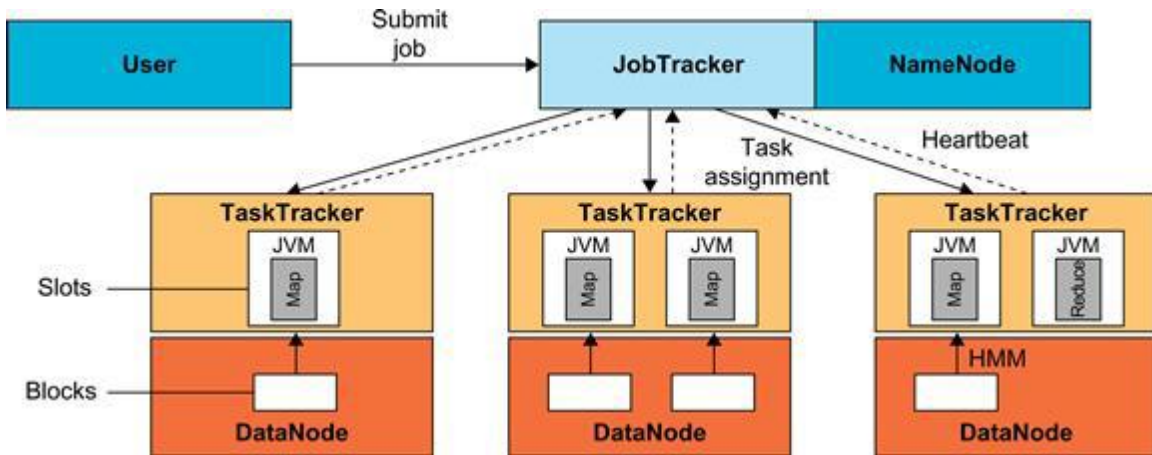 Submit
job
User
JobTracker
NameNode
Heartbeat
Task
assignment
TaskTracker
TaskTracker
TaskTracker
JVM
JVM
JVM
JVM
JVM
Slots
Map
Map
Map
Map
Reduce
HMM
Blocks
DataNode
DataNode
DataNode